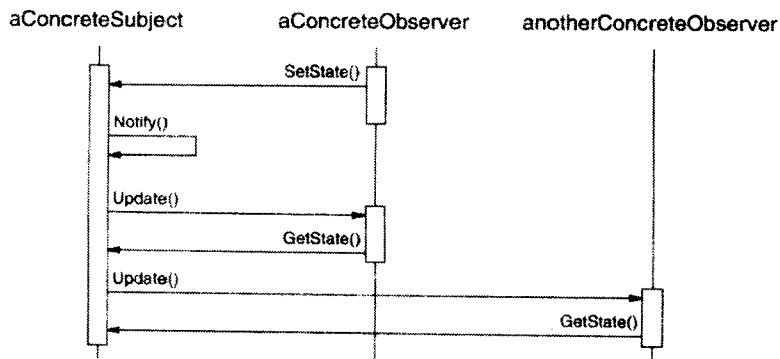 aConcreteSubject aConcreteObserver anotherConcreteObserver
SetState()
Notify()
Update()
GetState()
Update()
GetState()